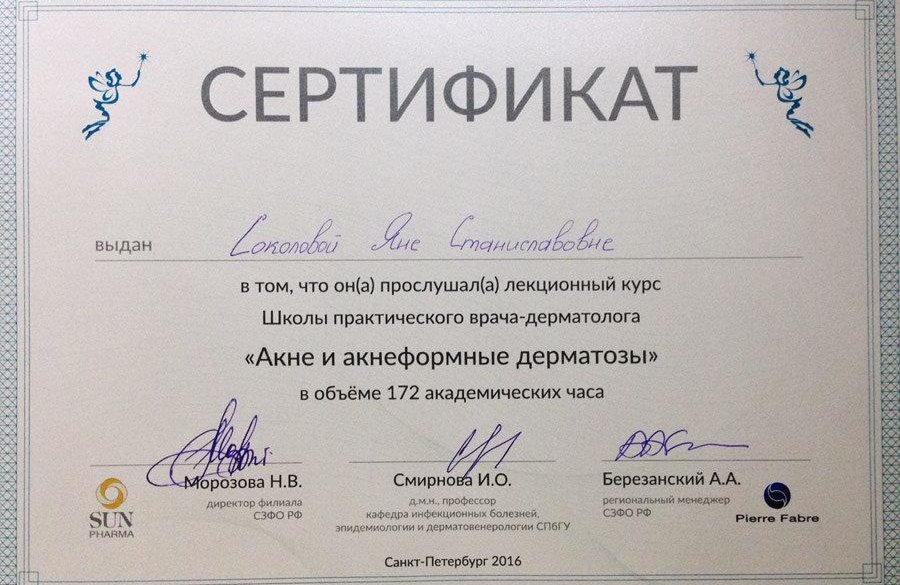 СЕРТИФИКАТ
выдан Соколовой Яне Станиславовне
в том, что он(а) прослушал(а) лекционный курс
Школы практического врача-дерматолога
«Акне и акнеформные дерматозы»
в объёме 172 академических часа
Морозова Н.В.
директор филиала
СЗФО РФ
Смирнова И.О.
д.м.н., профессор
кафедра инфекционных болезней,
эпидемиологии и дерматовенерологии СПбГУ
Березанский А.А.
региональный менеджер
СЗФО РФ
SUN
PHARMA
Pierre Fabre
Санкт-Петербург 2016